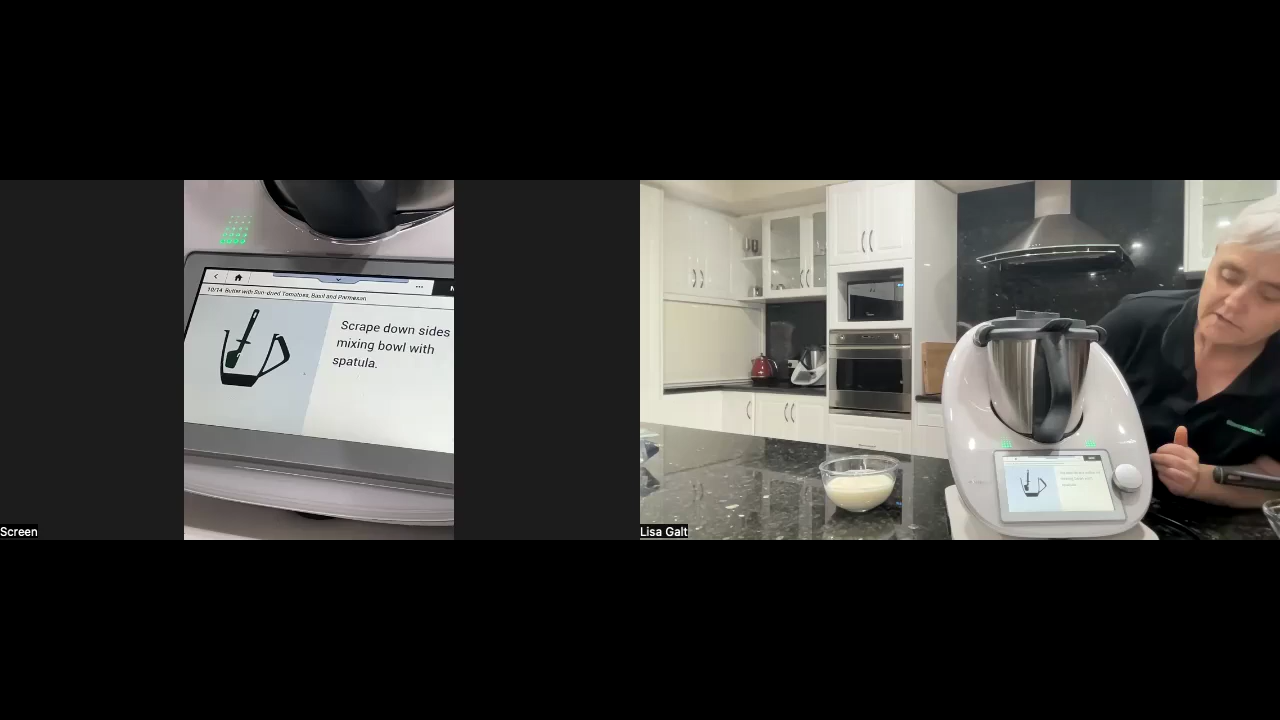 10/14 Butter with Sun-dried Tomatoes, Basil and Parmesan
Scrape down sides
mixing bowl with
spatula.
Screen
Lisa Galt